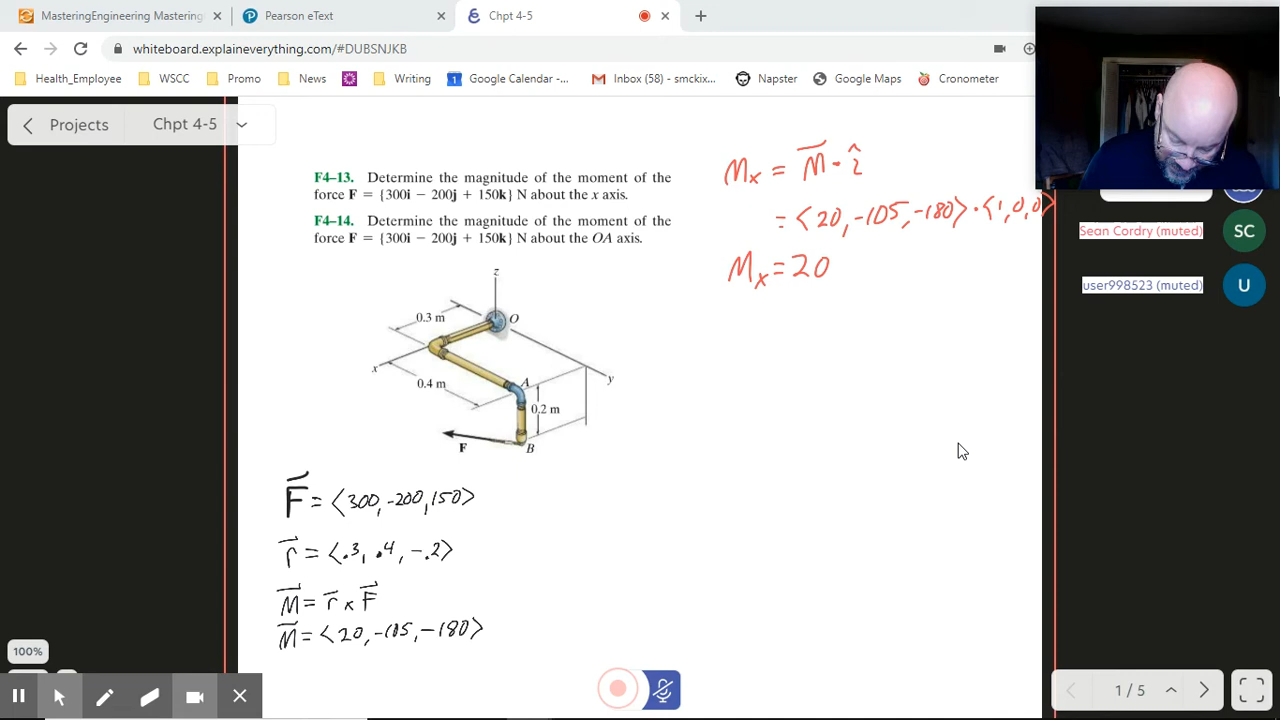 MasteringEngineering Mastering
Pearson eText
Chpt 4-5
whiteboard.explaineverything.com/#DUBSNJKB
Health_Employee
WSCC
Promo
News
Writing
1
Google Calendar -...
Inbox (58) - smckix...
Napster
Google Maps
Cronometer
Projects
Chpt 4-5
F4–13. Determine the magnitude of the moment of the
force F = {300i − 200j + 150k} N about the x axis.
F4–14. Determine the magnitude of the moment of the
force F = {300i − 200j + 150k} N about the OA axis.
z
0.3 m
O
x
0.4 m
A
y
0.2 m
F
B
F = <300, -200, 150>
r = <.3, .4, -.2>
M = r x F
M = <20, -105, -180>
Mx = M · î
= <20, -105, -180> · <1, 0, 0>
Mx = 20
Sean Cordry (muted)
SC
user998523 (muted)
U
100%
1 / 5